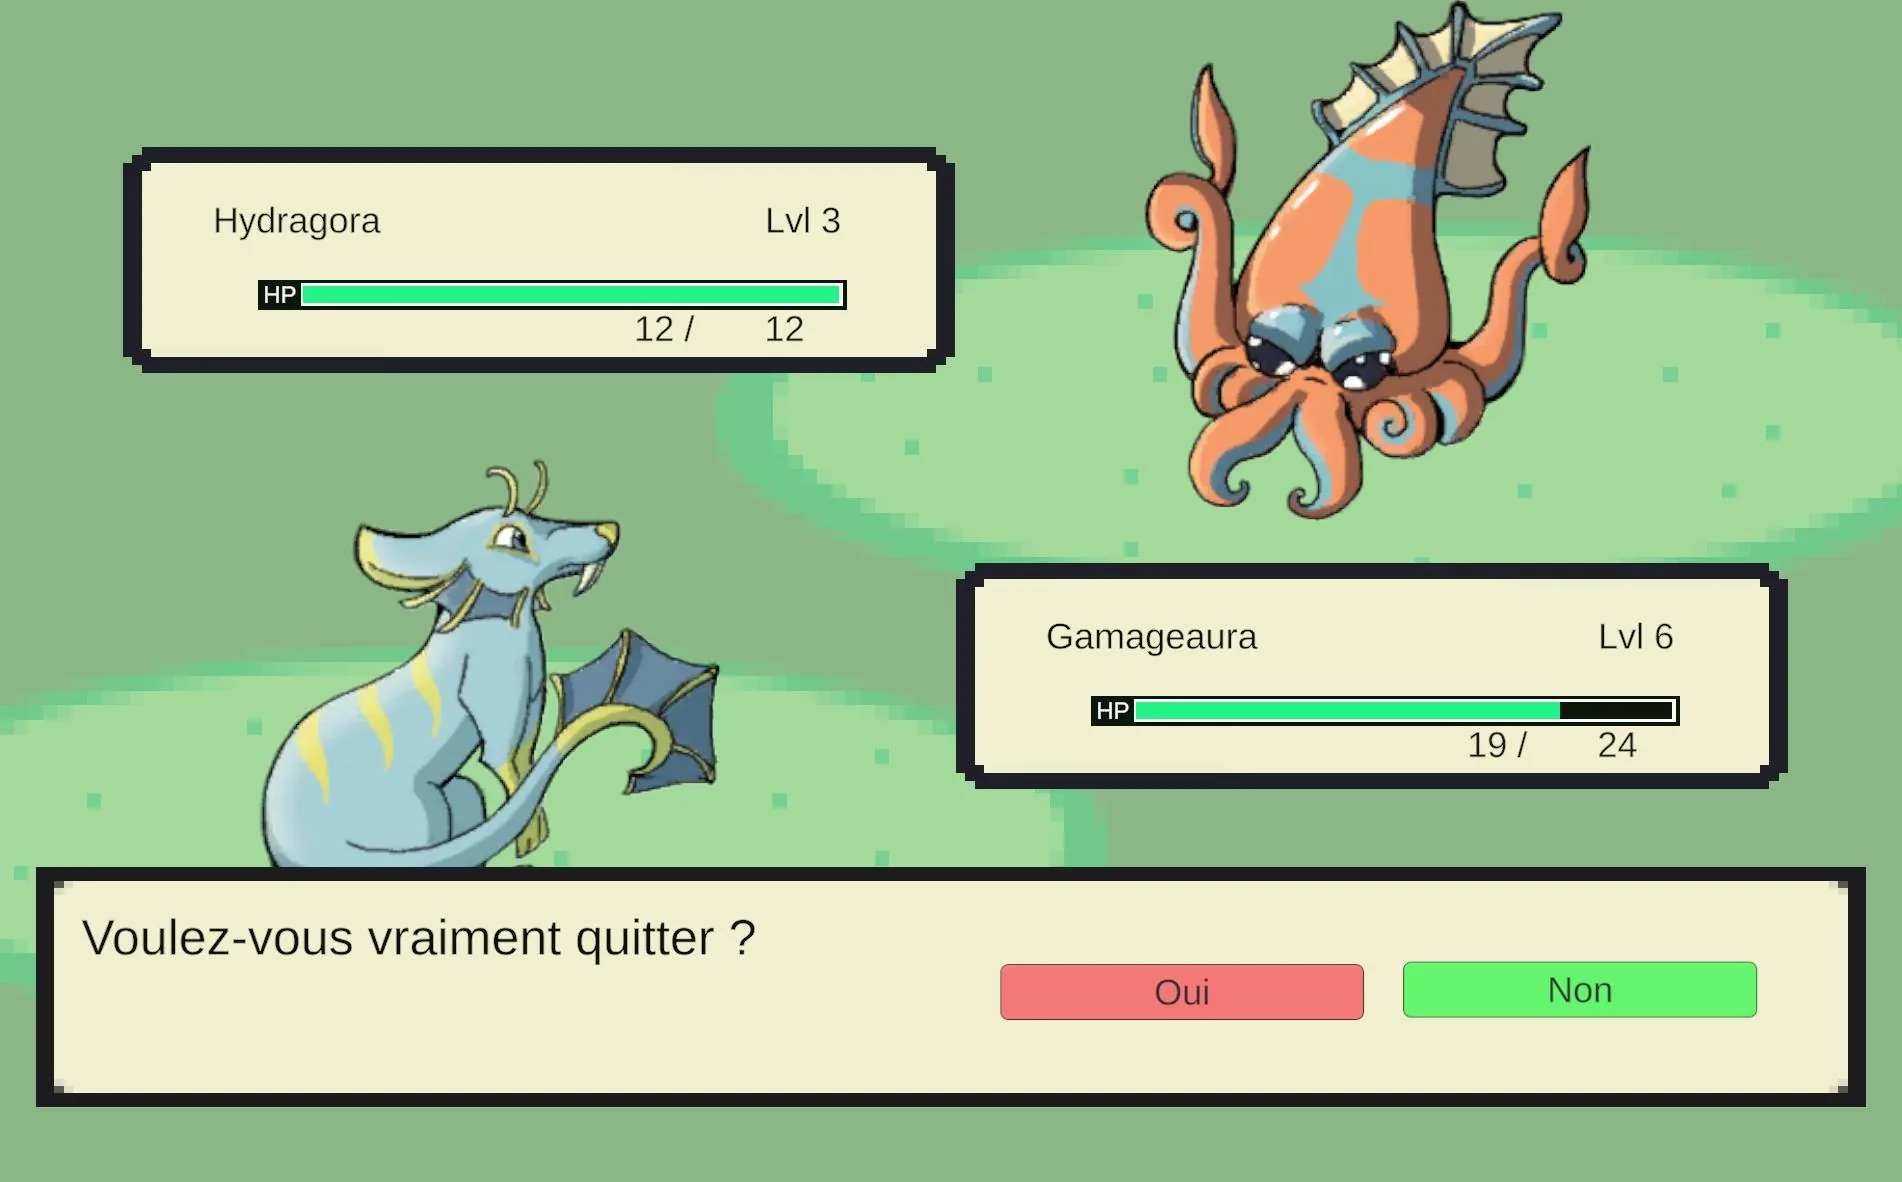 Hydragora Lvl 3
HP
12 / 12
Gamageaura Lvl 6
HP
19 / 24
Voulez-vous vraiment quitter ?
Oui Non